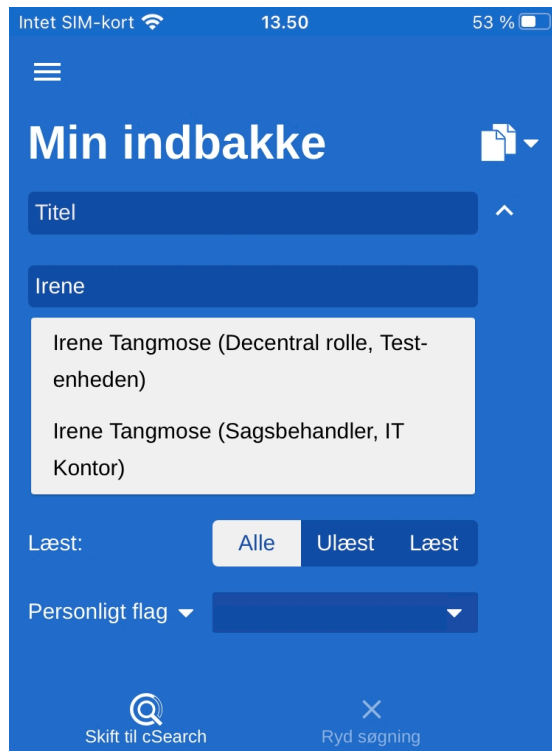 Intet SIM-kort 13.50 53 %
Min indbakke
Titel
Irene
Irene Tangmose (Decentral rolle, Test-
enheden)
Irene Tangmose (Sagsbehandler, IT
Kontor)
Læst: Alle Ulæst Læst
Personligt flag
Skift til cSearch Ryd søgning